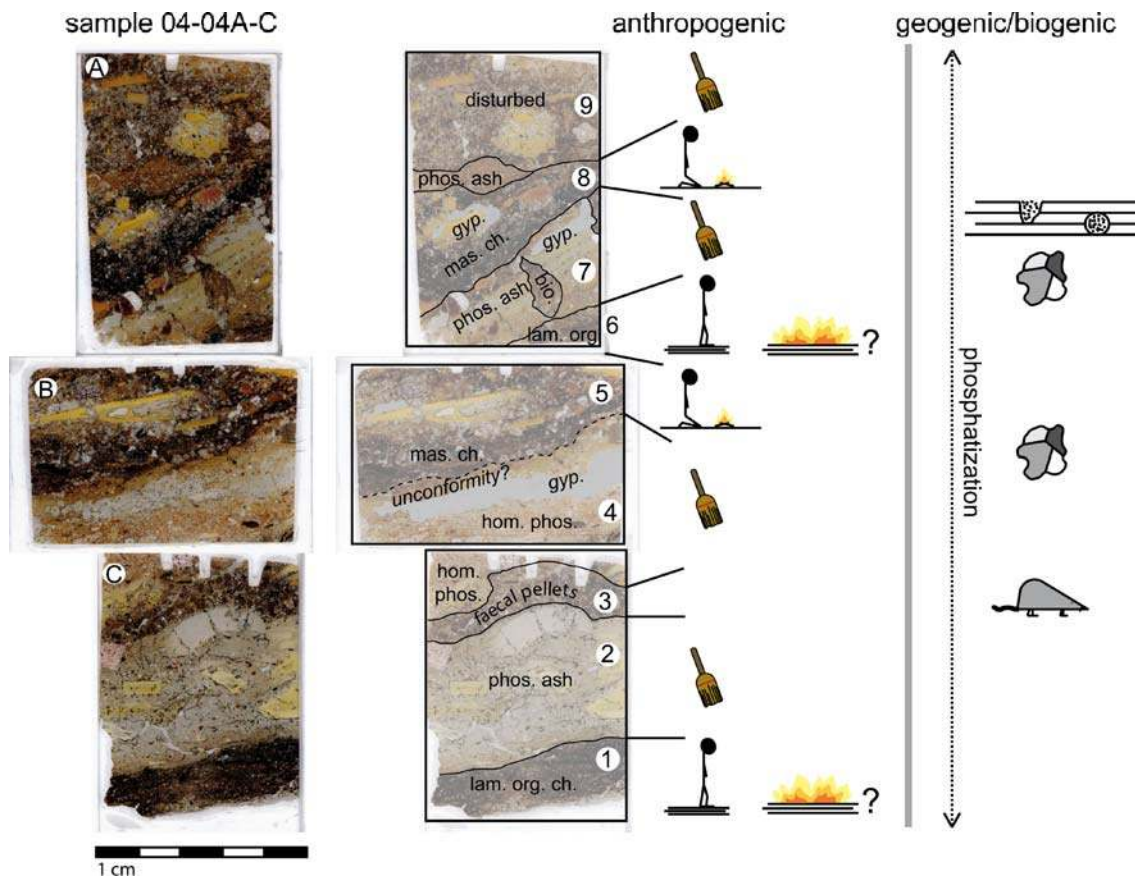 sample 04-04A-C
anthropogenic
geogenic/biogenic
A
disturbed
9
phos. ash
8
gyp.
mas. ch.
gyp.
7
phos. ash
bio.
lam. org
6
?
B
5
mas. ch.
unconformity?
gyp.
4
hom. phos.
C
hom.
phos.
faecal pellets
3
2
phos. ash
1
lam. org. ch.
?
phosphatization
1 cm